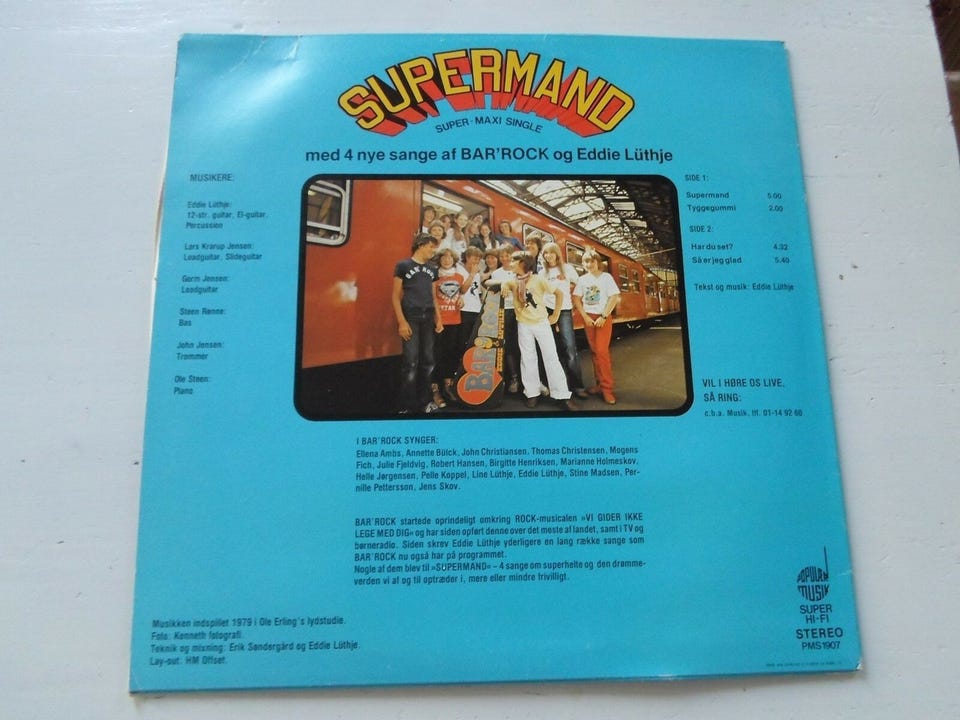 SUPERMAND
SUPER-MAXI SINGLE
med 4 nye sange af BAR'ROCK og Eddie Lüthje
MUSIKERE:
Eddie Lüthje:
12-str. guitar, El-guitar,
Percussion
Lars Krarup Jensen:
Leadguitar, Slideguitar
Gorm Jensen:
Leadguitar
Steen Rønne:
Bas
John Jensen:
Trommer
Ole Steen:
Piano
BAR'ROCK
BAR'ROCK
EDDIE & LÜTHJE
SIDE 1:
Supermand 5.00
Tyggegummi 2.00
SIDE 2:
Har du set? 4.32
Så er jeg glad 5.40
Tekst og musik: Eddie Lüthje
VIL I HØRE OS LIVE,
SÅ RING:
c.b.a. Musik, tlf. 01-14 92 60
I BAR'ROCK SYNGER:
Ellena Ambs, Annette Bülck, John Christiansen, Thomas Christensen, Mogens
Fich, Julie Fjeldvig, Robert Hansen, Birgitte Henriksen, Marianne Holmeskov,
Helle Jørgensen, Pelle Koppel, Line Lüthje, Eddie Lüthje, Stine Madsen, Per-
nille Pettersson, Jens Skov.
BAR'ROCK startede oprindeligt omkring ROCK-musicalen »VI GIDER IKKE
LEGE MED DIG« og har siden opført denne over det meste af landet, samt i TV og
børneradio. Siden skrev Eddie Lüthje yderligere en lang række sange som
BAR'ROCK nu også har på programmet.
Nogle af dem blev til »SUPERMAND« – 4 sange om superhelte og den drømme-
verden vi af og til optræder i, mere eller mindre frivilligt.
Musikken indspillet 1979 i Ole Erling's lydstudie.
Foto: Kenneth fotografi.
Teknik og mixning: Erik Søndergård og Eddie Lüthje.
Lay-out: HM Offset.
POPULÆR
MUSIK
SUPER
HI-FI
STEREO
PMS1907